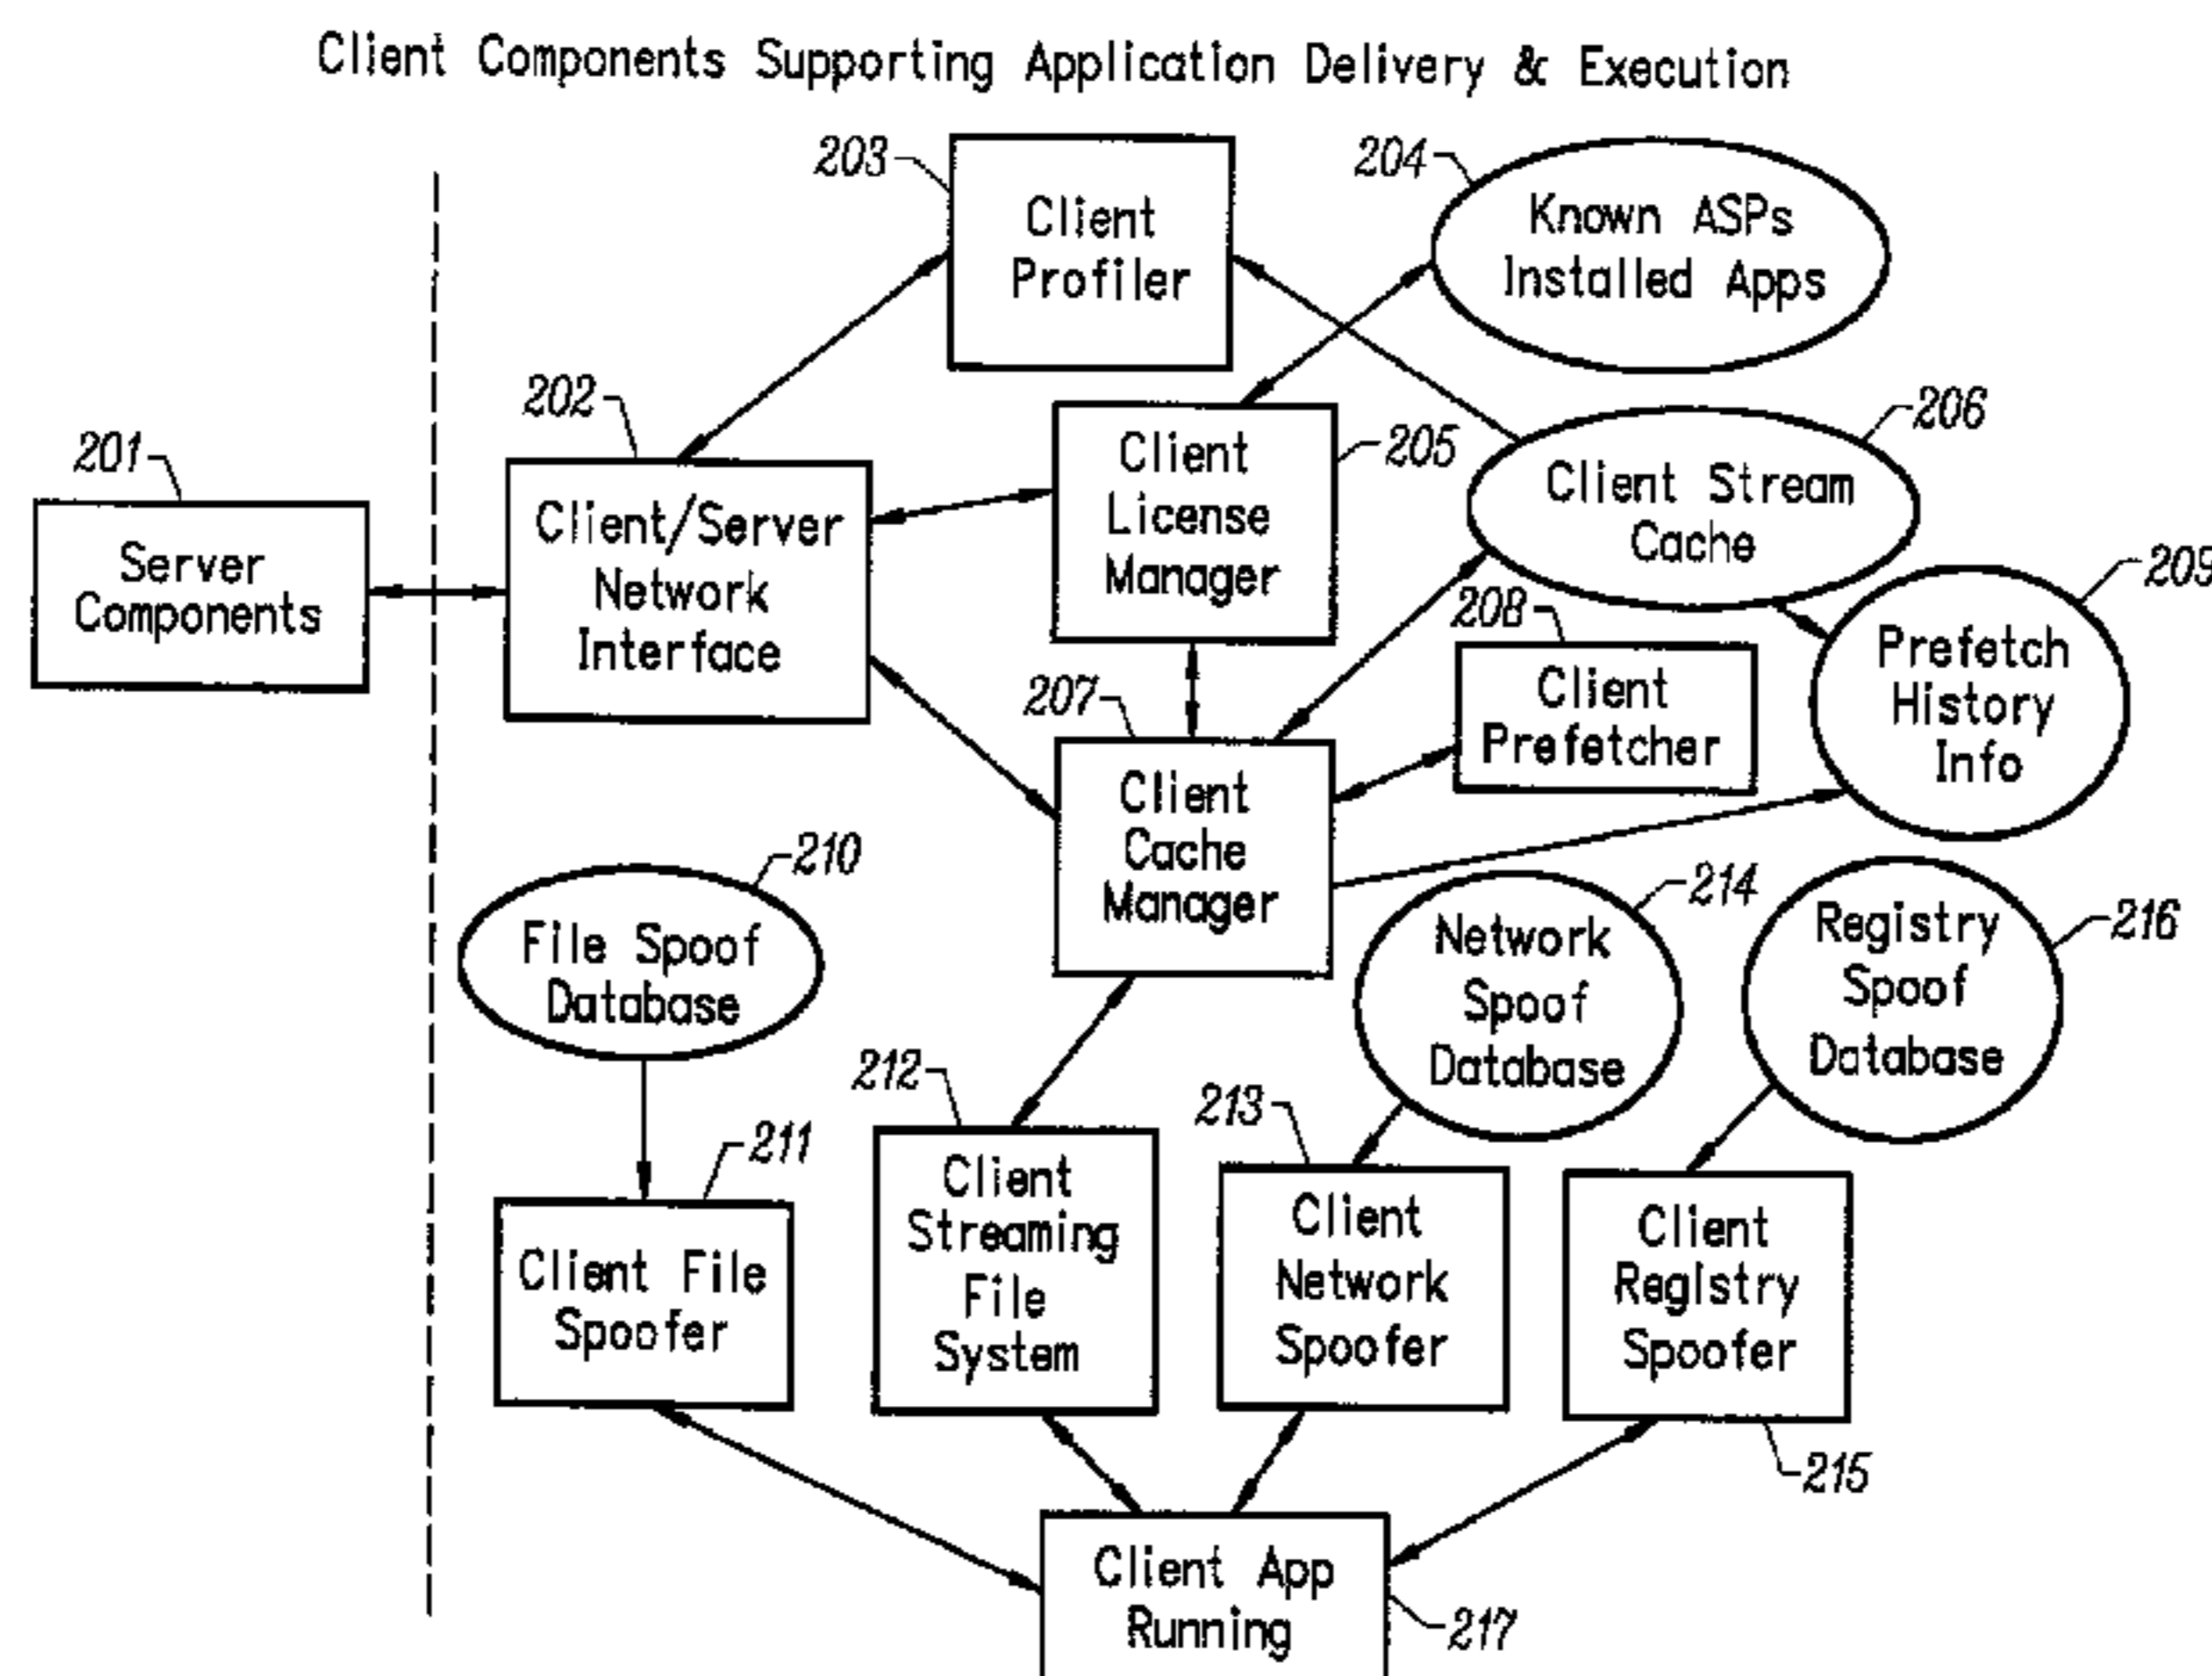 Client Components Supporting Application Delivery & Execution
203
204
Client
Profiler
Known ASPs
Installed Apps
202
206
201
205
Client
License
Manager
Client Stream
Cache
Client/Server
Network
Interface
Server
Components
209
208
Prefetch
History
Info
207
Client
Prefetcher
Client
Cache
Manager
210
214
216
File Spoof
Database
Network
Spoof
Database
Registry
Spoof
Database
212
213
211
Client
Streaming
File
System
Client
Network
Spoofer
Client
Registry
Spoofer
Client File
Spoofer
215
Client App
Running
217